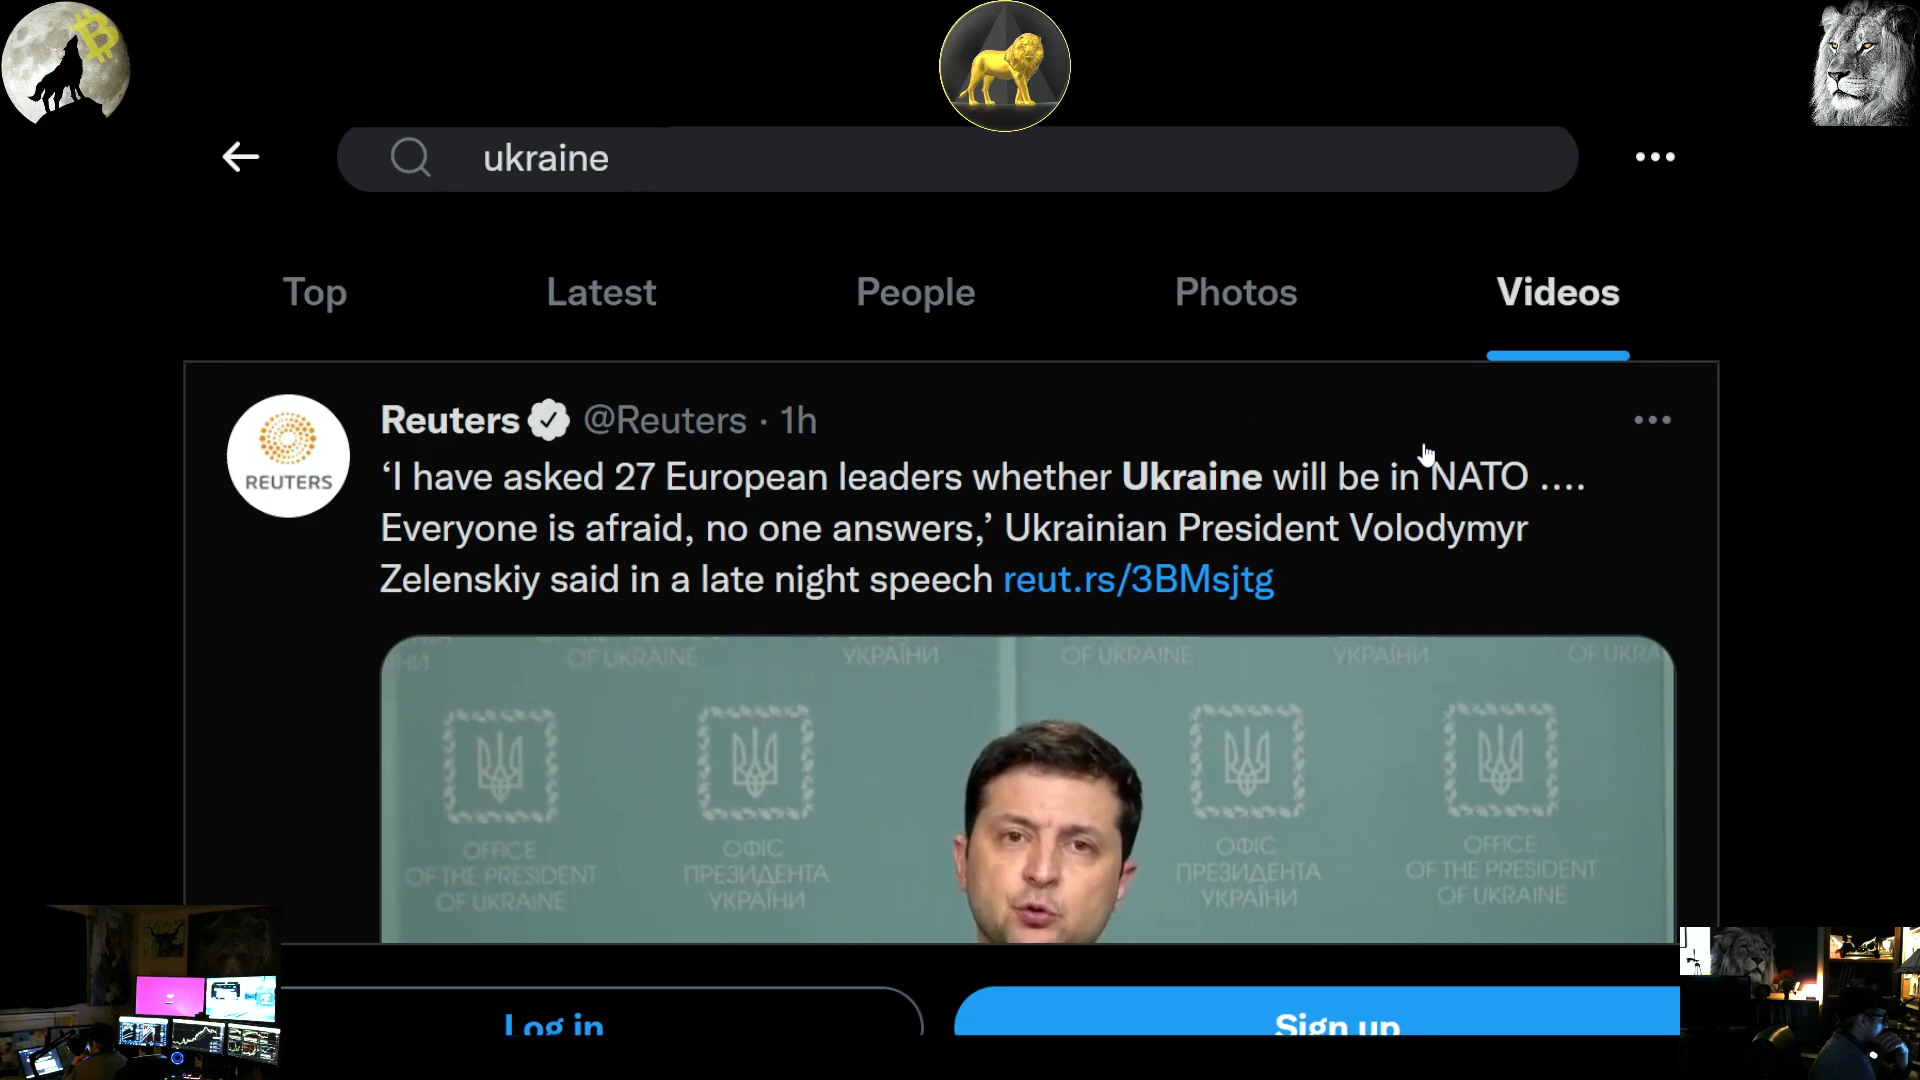 ukraine
Top
Latest
People
Photos
Videos
Reuters @Reuters · 1h
REUTERS
‘I have asked 27 European leaders whether Ukraine will be in NATO ....
Everyone is afraid, no one answers,’ Ukrainian President Volodymyr
Zelenskiy said in a late night speech reut.rs/3BMsjtg
OF UKRAINE
УКРАЇНИ
OF UKRAINE
УКРАЇНИ
OFFICE
OF THE PRESIDENT
OF UKRAINE
ОФІС
ПРЕЗИДЕНТА
УКРАЇНИ
ОФІС
ПРЕЗИДЕНТА
УКРАЇНИ
OFFICE
OF THE PRESIDENT
OF UKRAINE
Log in
Sign up